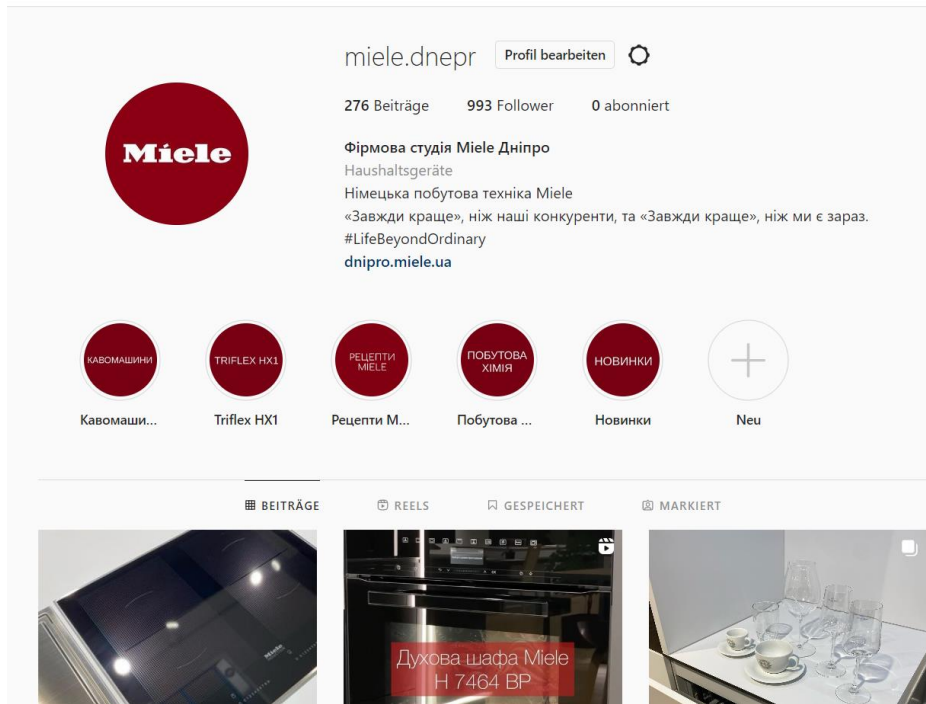 miele.dnepr Profil bearbeiten
276 Beiträge 993 Follower 0 abonniert
Miele
Фірмова студія Miele Дніпро
Haushaltsgeräte
Німецька побутова техніка Miele
«Завжди краще», ніж наші конкуренти, та «Завжди краще», ніж ми є зараз.
#LifeBeyondOrdinary
dnipro.miele.ua
КАВОМАШИНИ
TRIFLEX HX1
РЕЦЕПТИ
MIELE
ПОБУТОВА
ХІМІЯ
НОВИНКИ
Кавомаши... Triflex HX1 Рецепти М... Побутова ... Новинки Neu
BEITRÄGE REELS GESPEICHERT MARKIERT
Miele
Духова шафа Miele
H 7464 BP